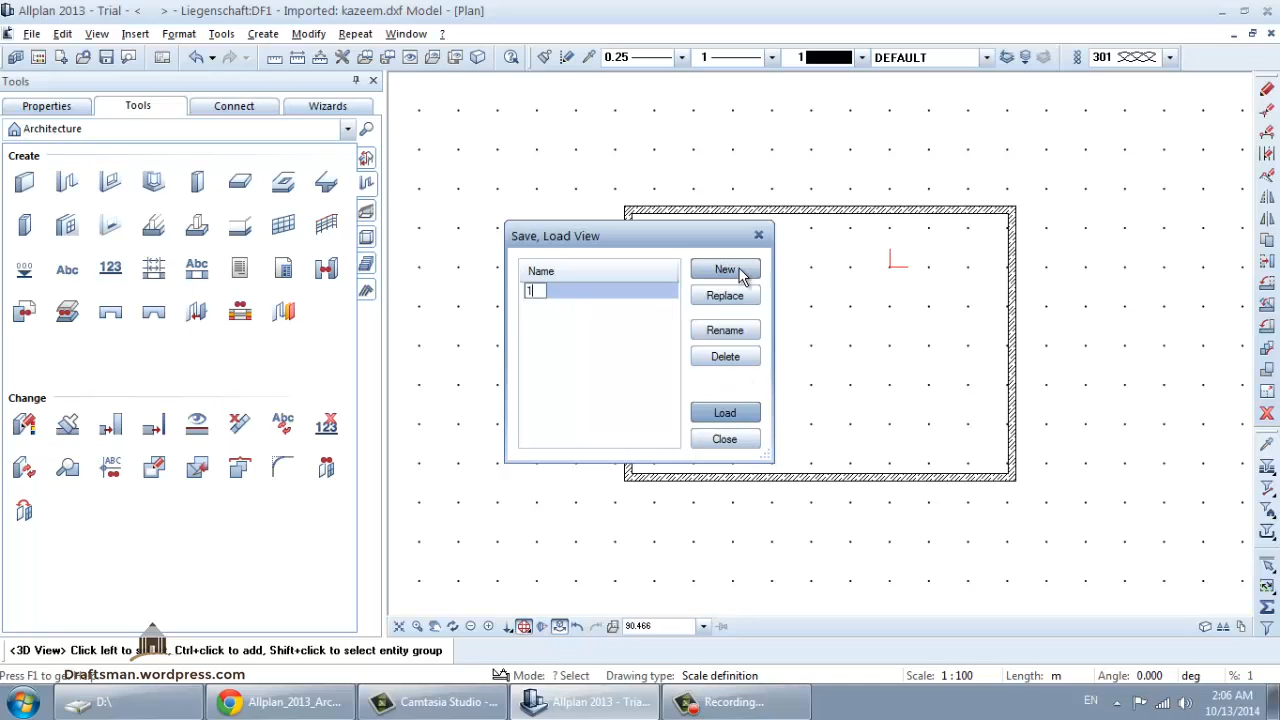 Allplan 2013 - Trial - < > - Liegenschaft:DF1 - Imported: kazeem.dxf Model - [Plan]
File Edit View Insert Format Tools Create Modify Repeat Window ?
0.25 1 1 DEFAULT 301
Tools
Properties Tools Connect Wizards
Architecture
Create
Abc 123 Abc
Change
Abc 123
ABC
Save, Load View
Name
1
New
Replace
Rename
Delete
Load
Close
90.466
<3D View> Click left to Ctrl+click to add, Shift+click to select entity group
Press F1 to
Draftsman.wordpress.com
Mode: ? Select Drawing type: Scale definition Scale: 1 : 100 Length: m Angle: 0.000 deg %: 1
D:\ Allplan_2013_Arc... Camtasia Studio - ... Allplan 2013 - Tria... Recording...
EN 2:06 AM
10/13/2014